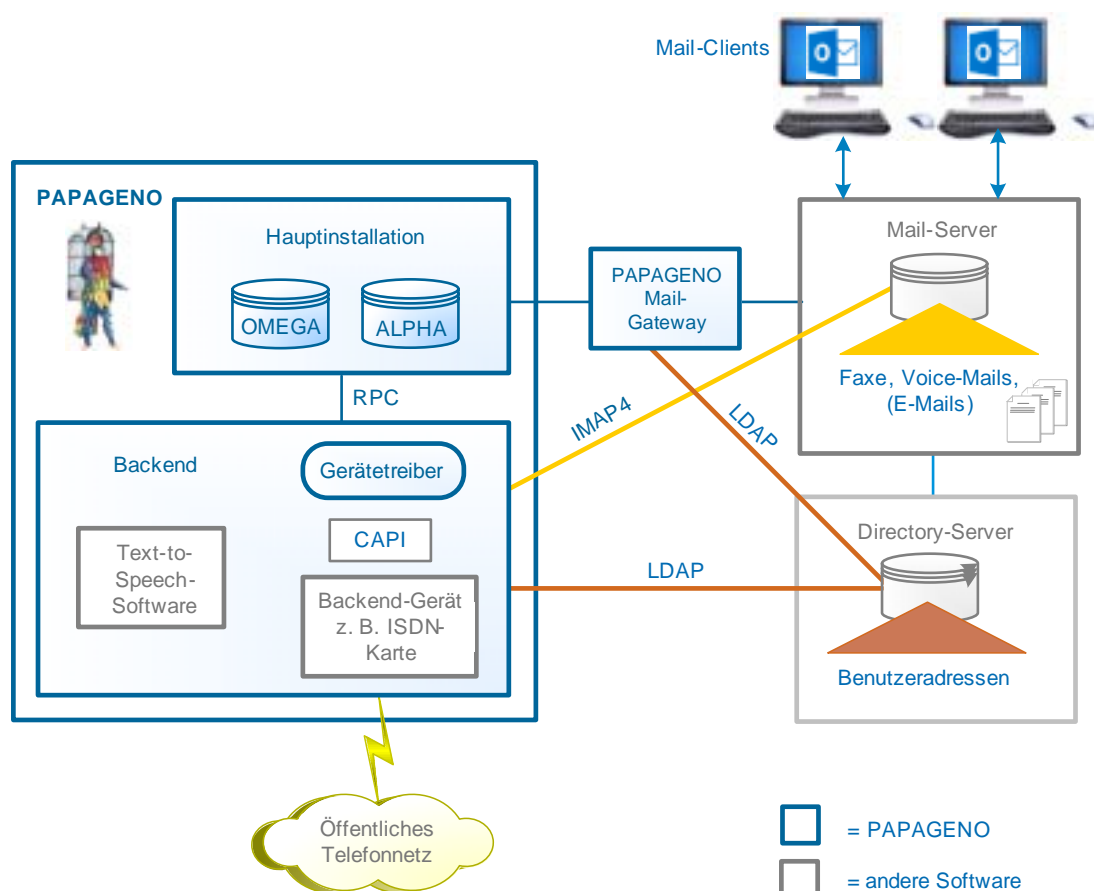 Mail-Clients
PAPAGENO
Hauptinstallation
OMEGA
ALPHA
RPC
Backend
Gerätetreiber
CAPI
Text-to-
Speech-
Software
Backend-Gerät
z. B. ISDN-
Karte
Öffentliches
Telefonnetz
PAPAGENO
Mail-
Gateway
IMAP4
LDAP
LDAP
Mail-Server
Faxe, Voice-Mails,
(E-Mails)
Directory-Server
Benutzeradressen
= PAPAGENO
= andere Software